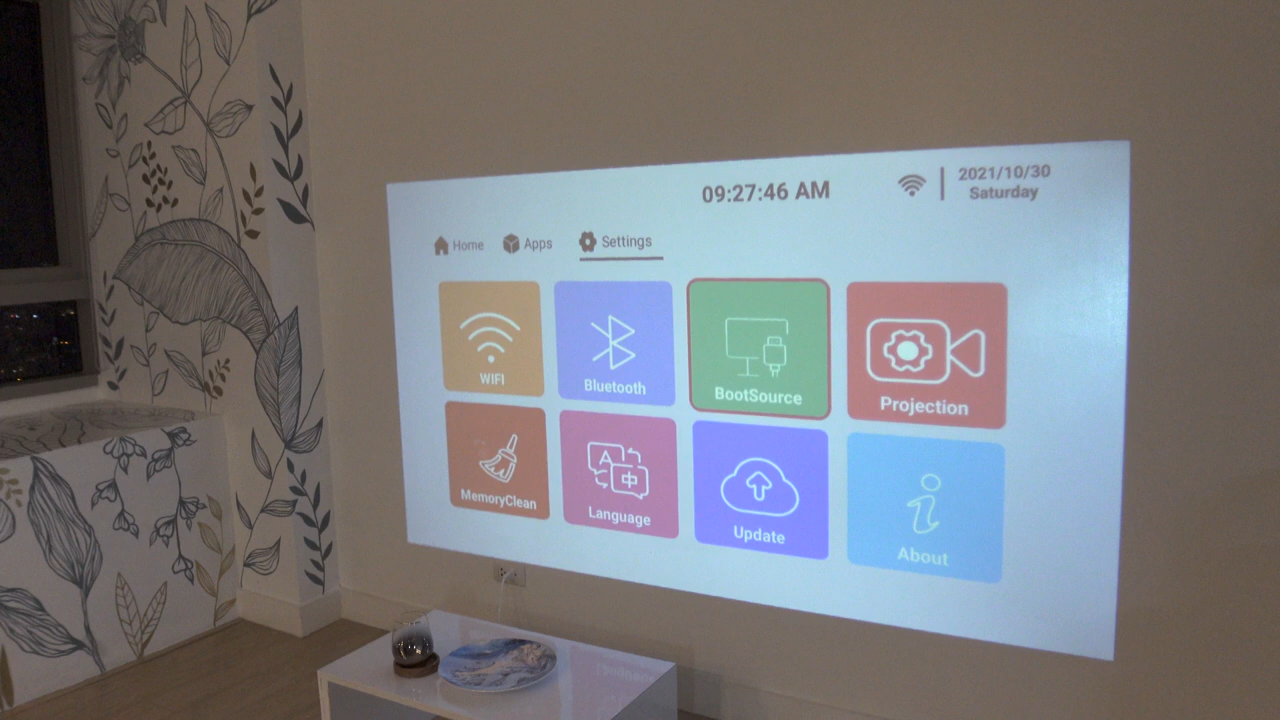 09:27:46 AM
2021/10/30
Saturday
Home Apps Settings
WIFI Bluetooth BootSource Projection
MemoryClean Language Update About
A
中